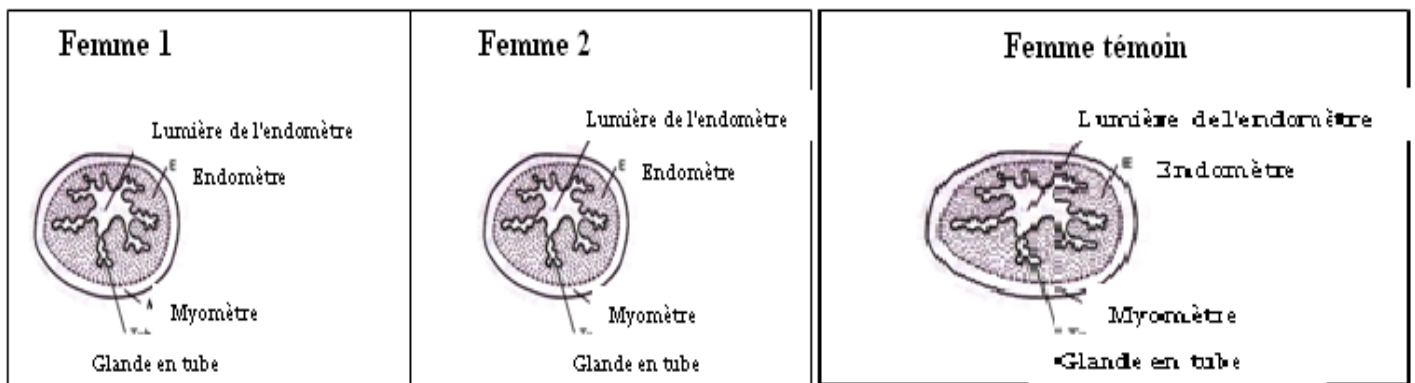 Femme 1
Lumière de l'endomètre
E
Endomètre
A
Myomètre
Glande en tube
Femme 2
Lumière de l'endomètre
E
Endomètre
Myomètre
Glande en tube
Femme témoin
Lumière de l'endomètre
E
Endomètre
Myomètre
Glande en tube